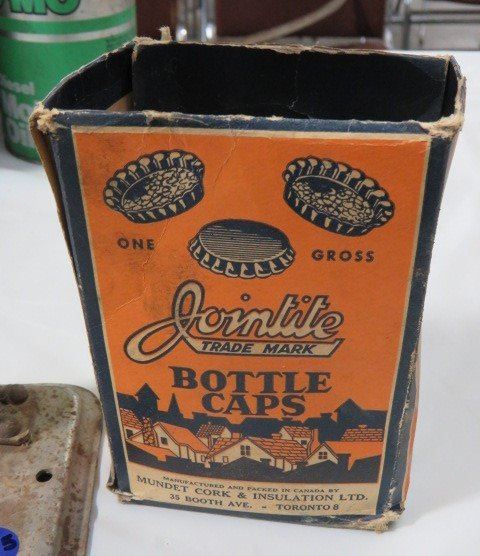 ONE GROSS
Jointite
TRADE MARK
BOTTLE
CAPS
MANUFACTURED AND PACKED IN CANADA BY
MUNDET CORK & INSULATION LTD.
35 BOOTH AVE. - TORONTO 8